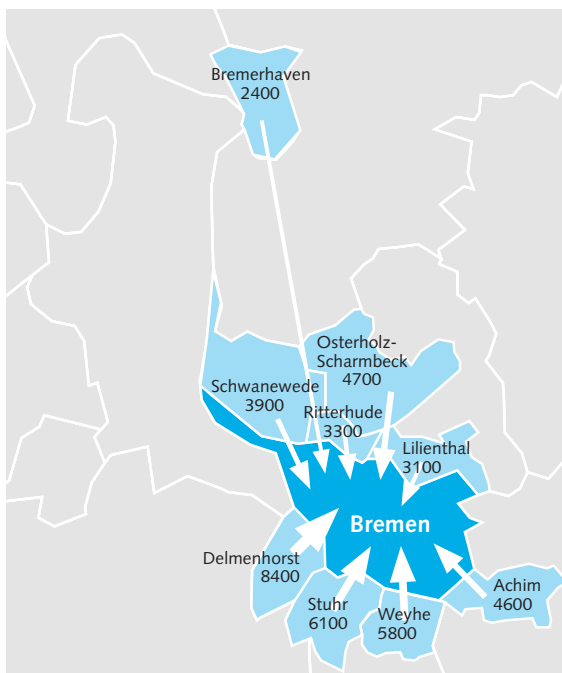 Bremerhaven
2400
Osterholz-
Scharmbeck
4700
Schwanewede
3900
Ritterhude
3300
Lilienthal
3100
Bremen
Delmenhorst
8400
Stuhr
6100
Weyhe
5800
Achim
4600